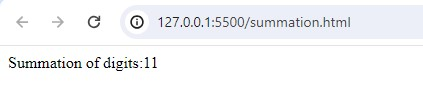 127.0.0.1:5500/summation.html
Summation of digits:11